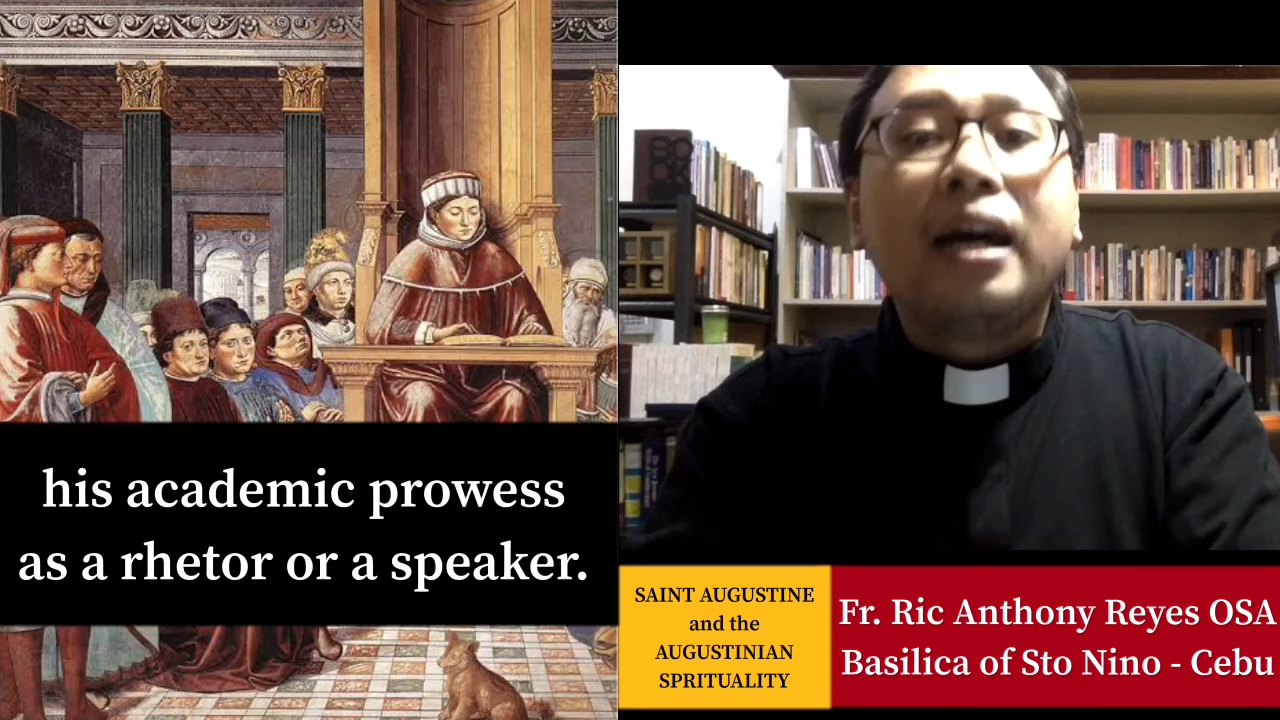 his academic prowess
as a rhetor or a speaker.
SAINT AUGUSTINE
and the
AUGUSTINIAN
SPRITUALITY
Fr. Ric Anthony Reyes OSA
Basilica of Sto Nino - Cebu